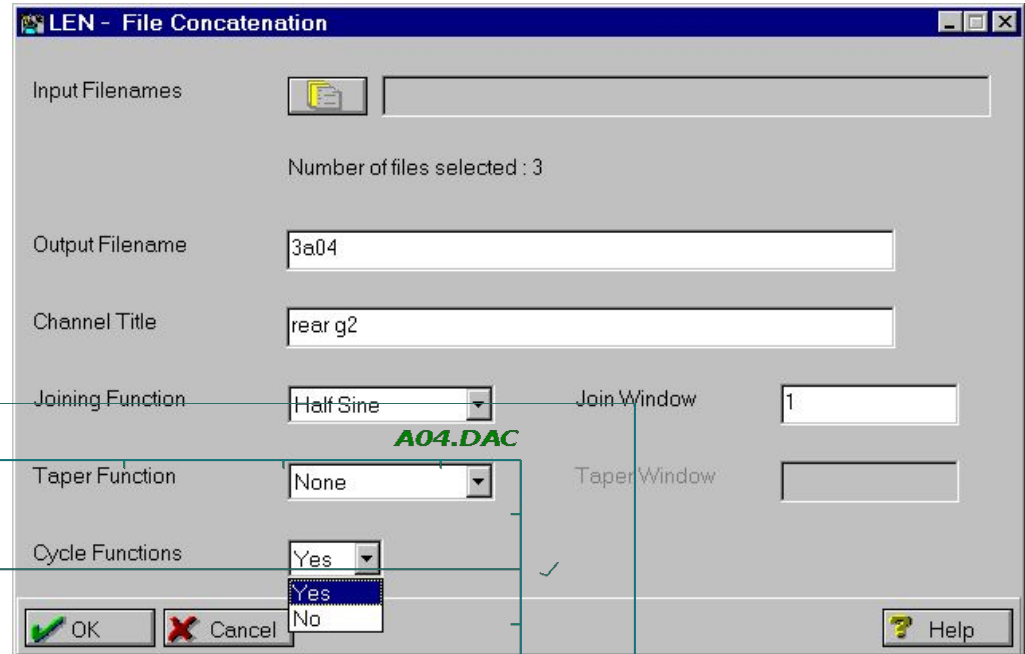 LEN - File Concatenation
Input Filenames
Number of files selected : 3
Output Filename 3a04
Channel Title rear g2
Joining Function Half Sine Join Window 1
A04.DAC
Taper Function None Taper Window
Cycle Functions Yes
Yes
No
OK Cancel Help